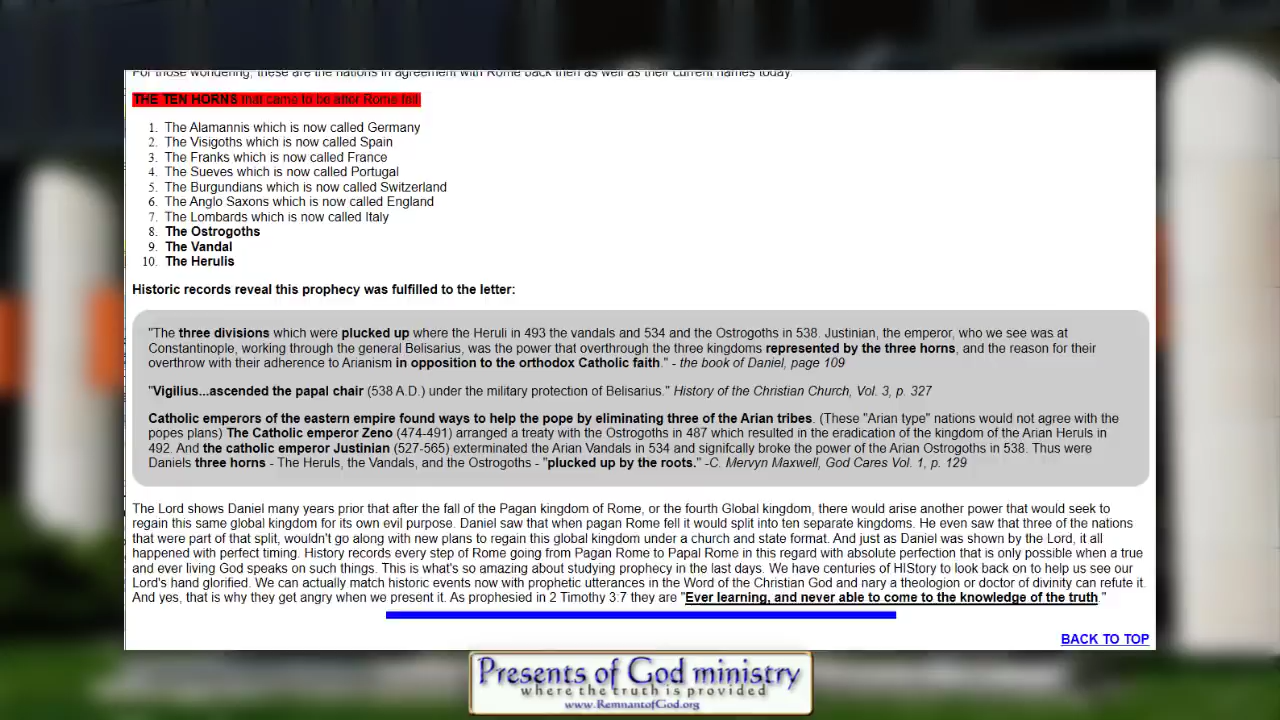 For those wondering, these are the nations in agreement with Rome back then as well as their current names today.
THE TEN HORNS that came to be after Rome fell
1. The Alamannis which is now called Germany
2. The Visigoths which is now called Spain
3. The Franks which is now called France
4. The Sueves which is now called Portugal
5. The Burgundians which is now called Switzerland
6. The Anglo Saxons which is now called England
7. The Lombards which is now called Italy
8. The Ostrogoths
9. The Vandal
10. The Herulis
Historic records reveal this prophecy was fulfilled to the letter:
"The three divisions which were plucked up where the Heruli in 493 the vandals and 534 and the Ostrogoths in 538. Justinian, the emperor, who we see was at
Constantinople, working through the general Belisarius, was the power that overthrough the three kingdoms represented by the three horns, and the reason for their
overthrow with their adherence to Arianism in opposition to the orthodox Catholic faith." - the book of Daniel, page 109
"Vigilius...ascended the papal chair (538 A.D.) under the military protection of Belisarius." History of the Christian Church, Vol. 3, p. 327
Catholic emperors of the eastern empire found ways to help the pope by eliminating three of the Arian tribes. (These "Arian type" nations would not agree with the
popes plans) The Catholic emperor Zeno (474-491) arranged a treaty with the Ostrogoths in 487 which resulted in the eradication of the kingdom of the Arian Heruls in
492. And the catholic emperor Justinian (527-565) exterminated the Arian Vandals in 534 and signifcally broke the power of the Arian Ostrogoths in 538. Thus were
Daniels three horns - The Heruls, the Vandals, and the Ostrogoths - "plucked up by the roots." -C. Mervyn Maxwell, God Cares Vol. 1, p. 129
The Lord shows Daniel many years prior that after the fall of the Pagan kingdom of Rome, or the fourth Global kingdom, there would arise another power that would seek to
regain this same global kingdom for its own evil purpose. Daniel saw that when pagan Rome fell it would split into ten separate kingdoms. He even saw that three of the nations
that were part of that split, wouldn't go along with new plans to regain this global kingdom under a church and state format. And just as Daniel was shown by the Lord, it all
happened with perfect timing. History records every step of Rome going from Pagan Rome to Papal Rome in this regard with absolute perfection that is only possible when a true
and ever living God speaks on such things. This is what's so amazing about studying prophecy in the last days. We have centuries of HIStory to look back on to help us see our
Lord's hand glorified. We can actually match historic events now with prophetic utterances in the Word of the Christian God and nary a theologion or doctor of divinity can refute it.
And yes, that is why they get angry when we present it. As prophesied in 2 Timothy 3:7 they are "Ever learning, and never able to come to the knowledge of the truth."
BACK TO TOP
Presents of God ministry
where the truth is provided
www.RemnantofGod.org